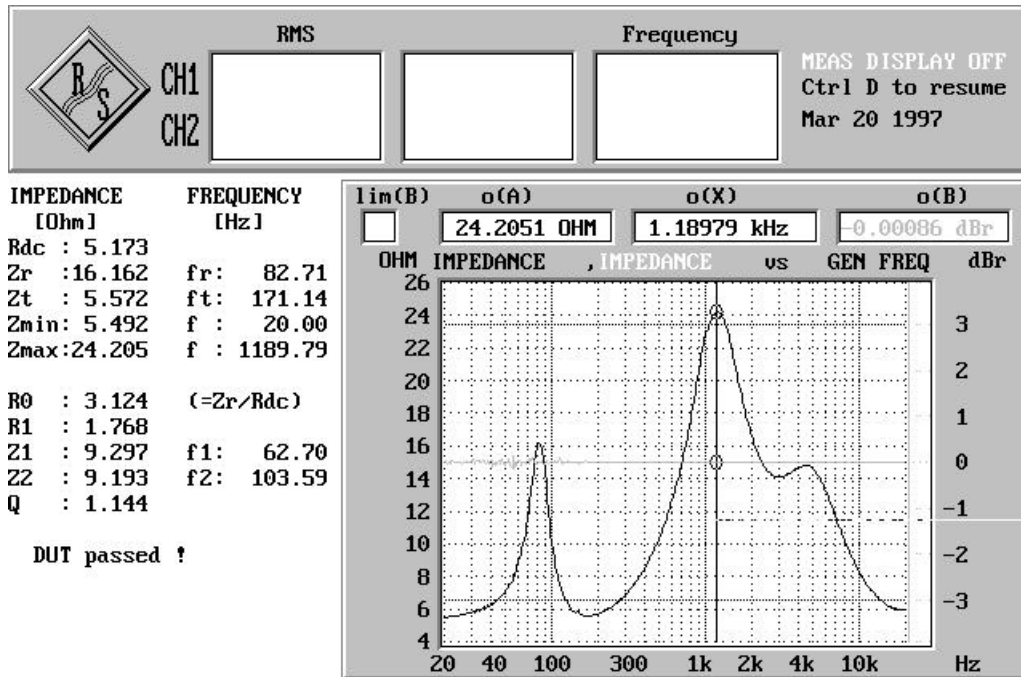 RMS
Frequency
R
S
CH1
CH2
MEAS DISPLAY OFF
Ctrl D to resume
Mar 20 1997
IMPEDANCE FREQUENCY
[Ohm] [Hz]
Rdc : 5.173
Zr :16.162 fr: 82.71
Zt : 5.572 ft: 171.14
Zmin: 5.492 f : 20.00
Zmax:24.205 f : 1189.79
R0 : 3.124 (=Zr/Rdc)
R1 : 1.768
Z1 : 9.297 f1: 62.70
Z2 : 9.193 f2: 103.59
Q : 1.144
DUT passed !
lim(B) o(A) o(X) o(B)
24.2051 OHM 1.18979 kHz -0.00086 dBr
OHM IMPEDANCE ,IMPEDANCE vs GEN FREQ dBr
26
24
22
20
18
16
14
12
10
8
6
4
3
2
1
0
-1
-2
-3
20 40 100 300 1k 2k 4k 10k Hz